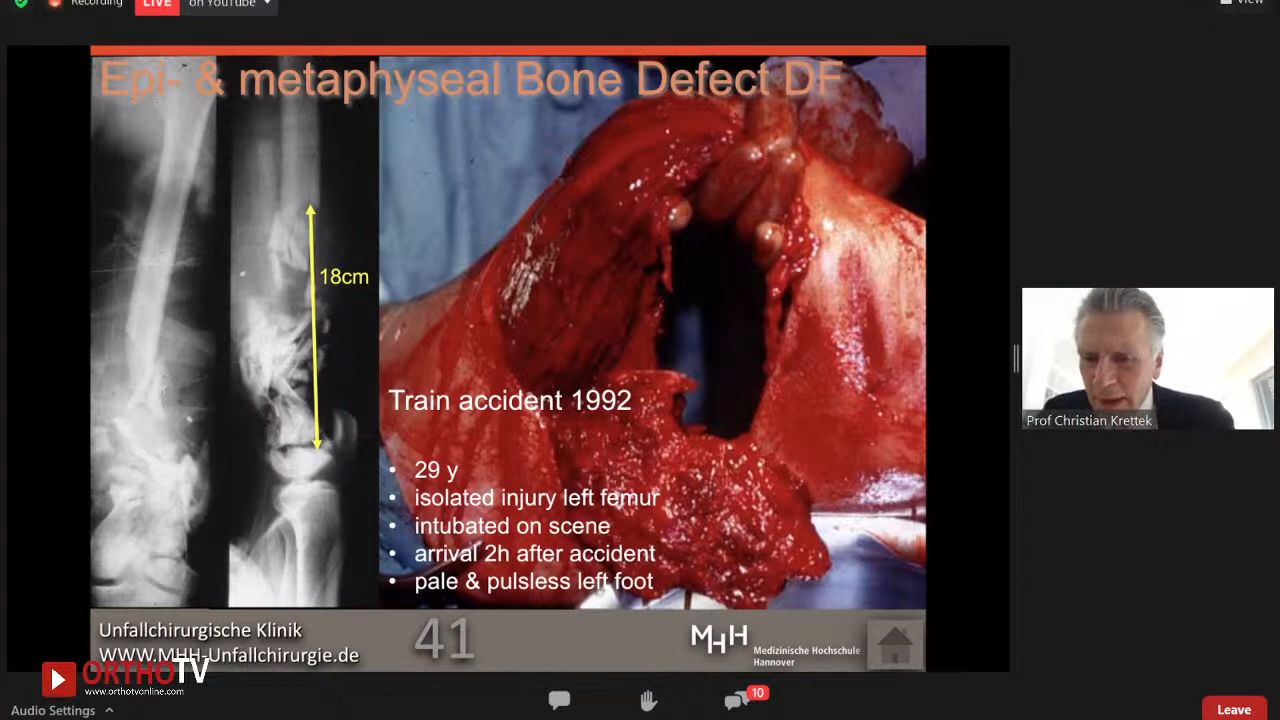 Recording
LIVE
on YouTube
View
Epi- & metaphyseal Bone Defect DF
18cm
Train accident 1992
• 29 y
• isolated injury left femur
• intubated on scene
• arrival 2h after accident
• pale & pulsless left foot
Prof Christian Krettek
Unfallchirurgische Klinik
WWW.MHH-Unfallchirurgie.de
41
MHH
Medizinische Hochschule
Hannover
ORTHOTV
www.orthotvonline.com
Audio Settings
10
Leave